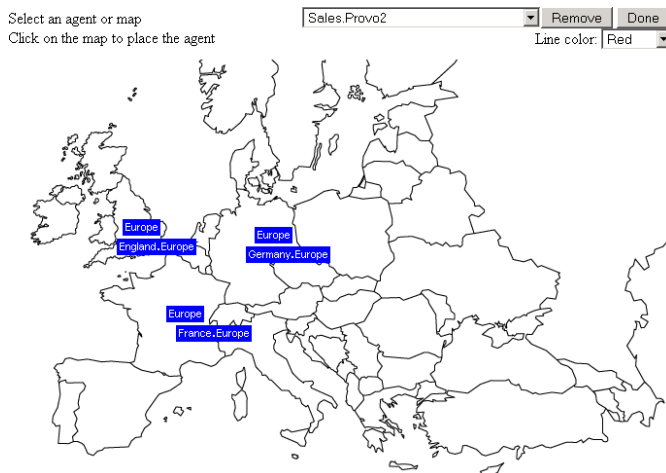 Select an agent or map Sales.Provo2 Remove Done
Click on the map to place the agent Line color: Red
Europe
England.Europe
Europe
Germany.Europe
Europe
France.Europe